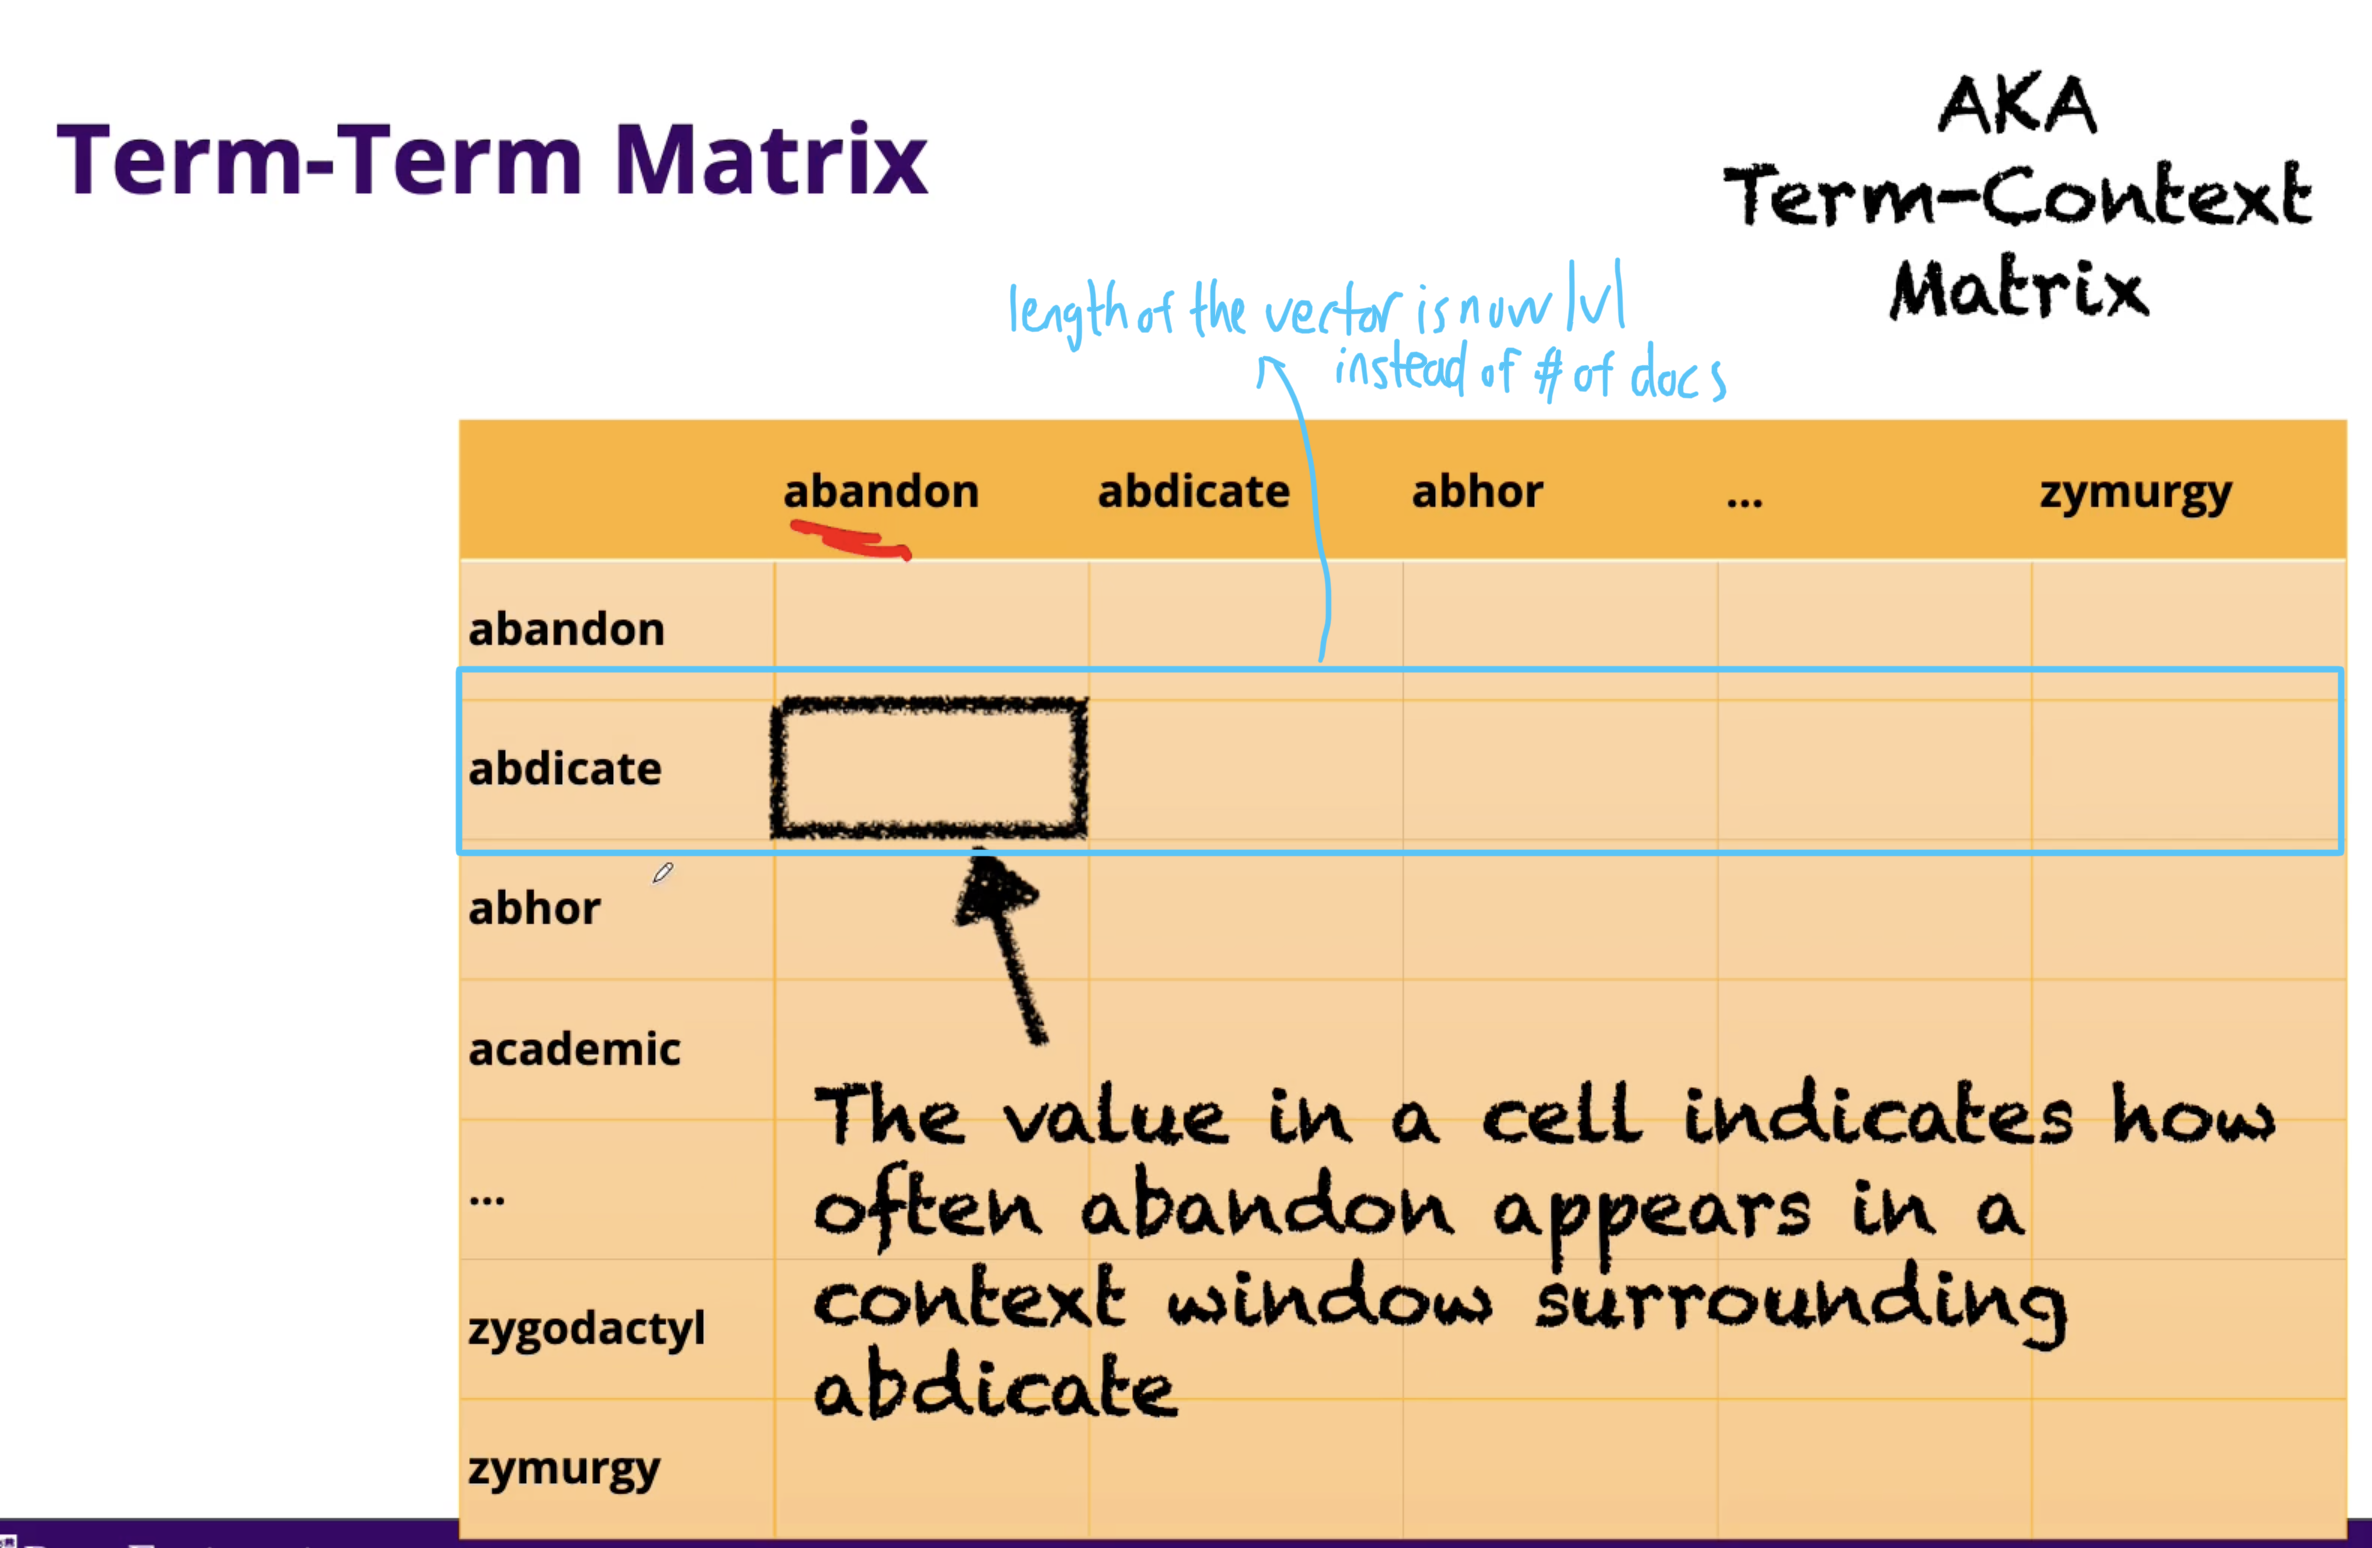 Term-Term Matrix
AKA
Term-Context
Matrix
length of the vector is now |v|
instead of # of docs
abandon abdicate abhor ... zymurgy
abandon
abdicate
abhor
academic
...
zygodactyl
zymurgy
The value in a cell indicates how
often abandon appears in a
context window surrounding
abdicate